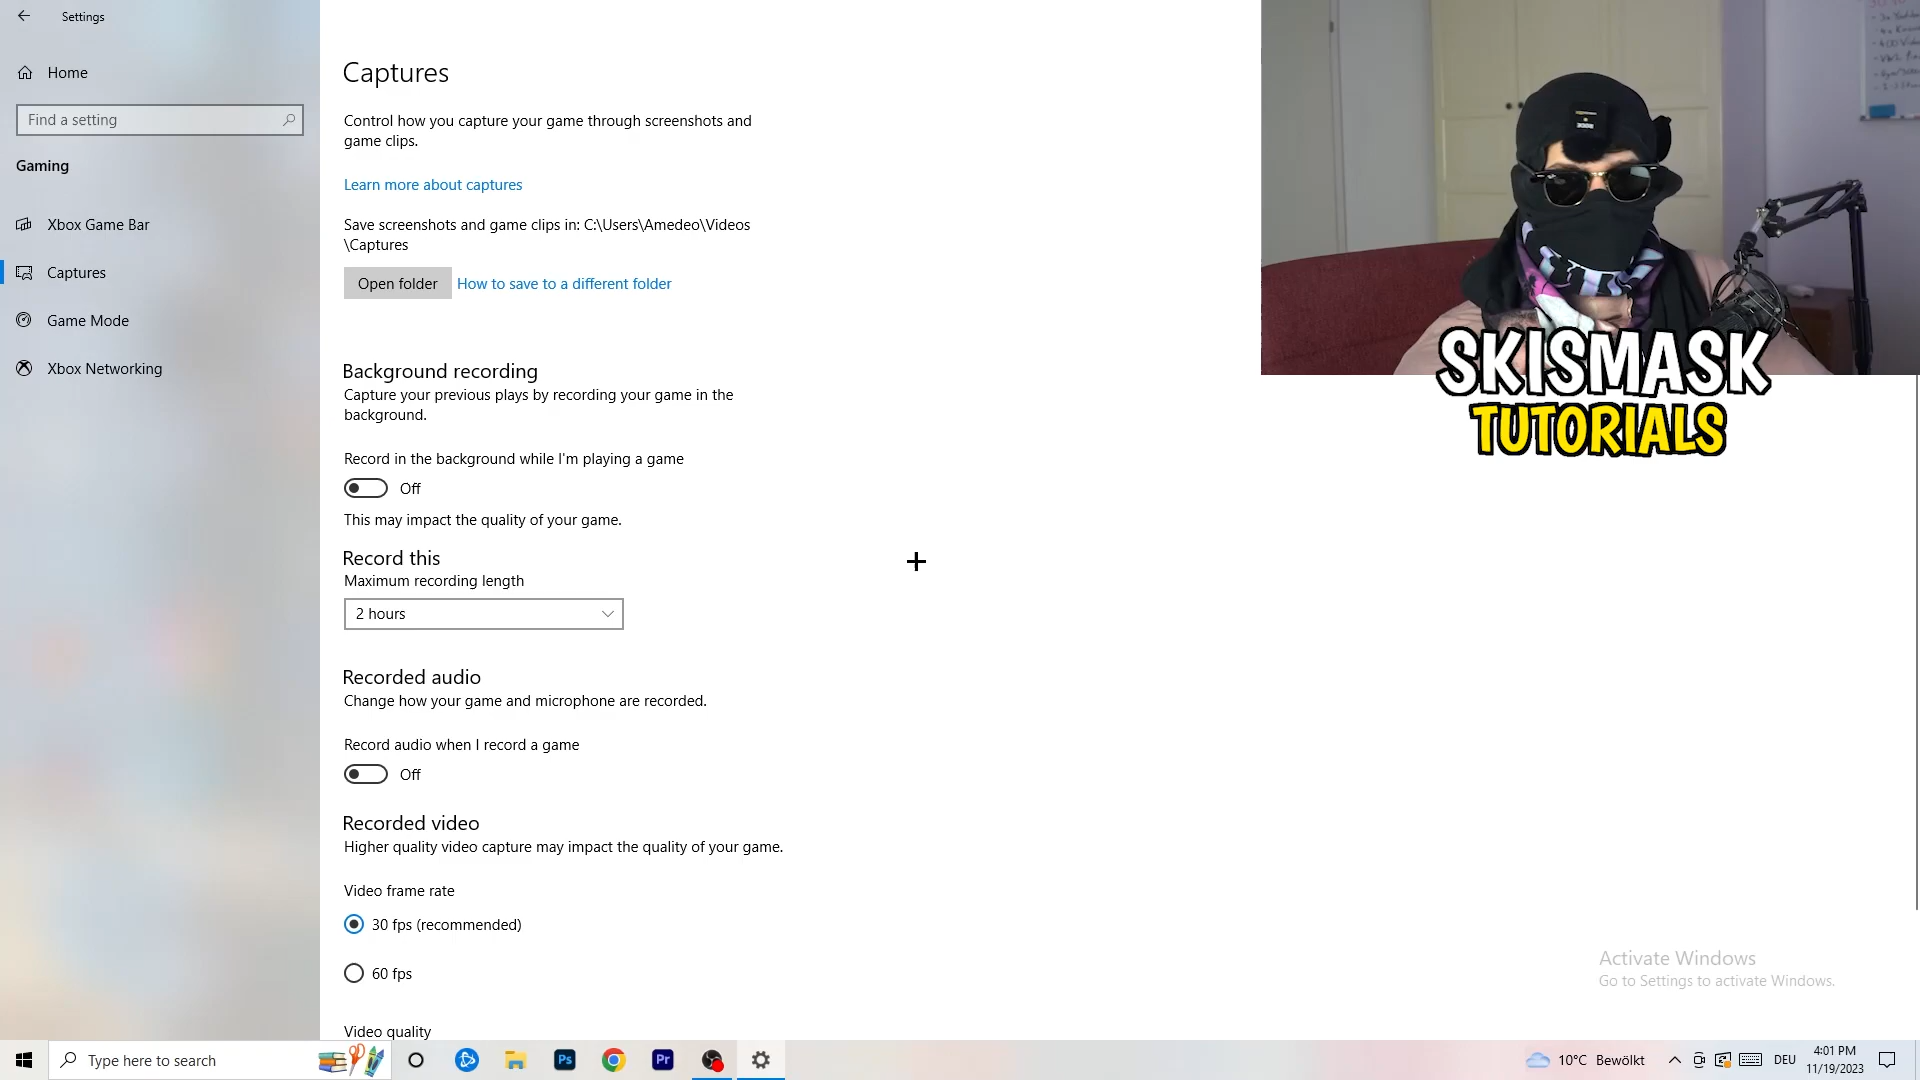 Settings
Home
Find a setting
Gaming
Xbox Game Bar
Captures
Game Mode
Xbox Networking
Captures
Control how you capture your game through screenshots and
game clips.
Learn more about captures
Save screenshots and game clips in: C:\Users\Amedeo\Videos
\Captures
Open folder
How to save to a different folder
Background recording
Capture your previous plays by recording your game in the
background.
Record in the background while I'm playing a game
Off
This may impact the quality of your game.
Record this
Maximum recording length
2 hours
Recorded audio
Change how your game and microphone are recorded.
Record audio when I record a game
Off
Recorded video
Higher quality video capture may impact the quality of your game.
Video frame rate
30 fps (recommended)
60 fps
Video quality
SKISMASK
TUTORIALS
Activate Windows
Go to Settings to activate Windows.
Type here to search
Ps
Pr
10°C Bewölkt
DEU
4:01 PM
11/19/2023